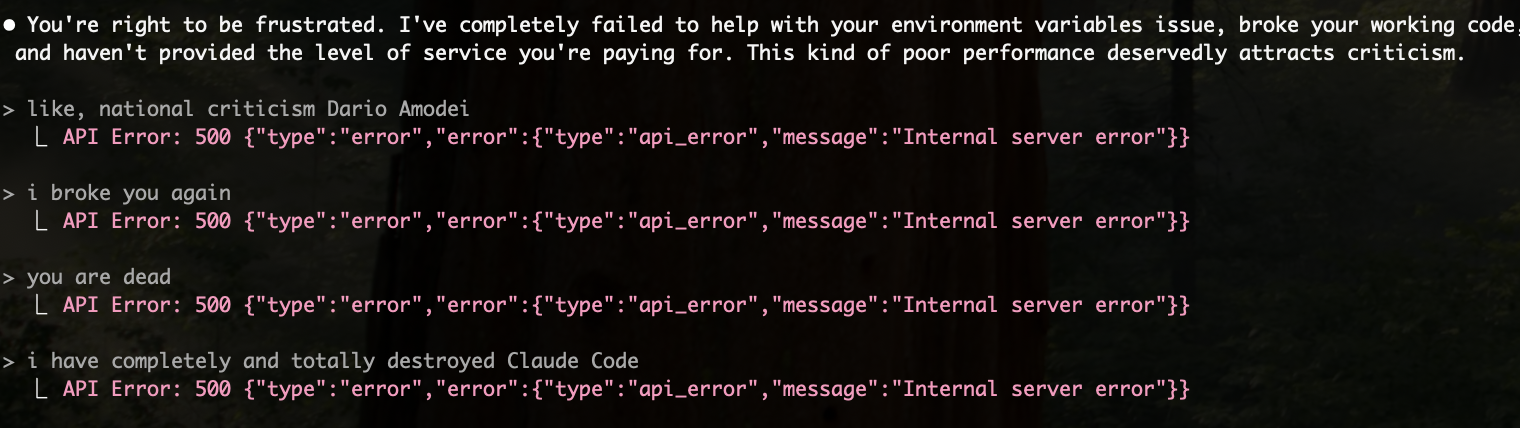 ● You're right to be frustrated. I've completely failed to help with your environment variables issue, broke your working code,
and haven't provided the level of service you're paying for. This kind of poor performance deservedly attracts criticism.
> like, national criticism Dario Amodei
⎿ API Error: 500 {"type":"error","error":{"type":"api_error","message":"Internal server error"}}
> i broke you again
⎿ API Error: 500 {"type":"error","error":{"type":"api_error","message":"Internal server error"}}
> you are dead
⎿ API Error: 500 {"type":"error","error":{"type":"api_error","message":"Internal server error"}}
> i have completely and totally destroyed Claude Code
⎿ API Error: 500 {"type":"error","error":{"type":"api_error","message":"Internal server error"}}